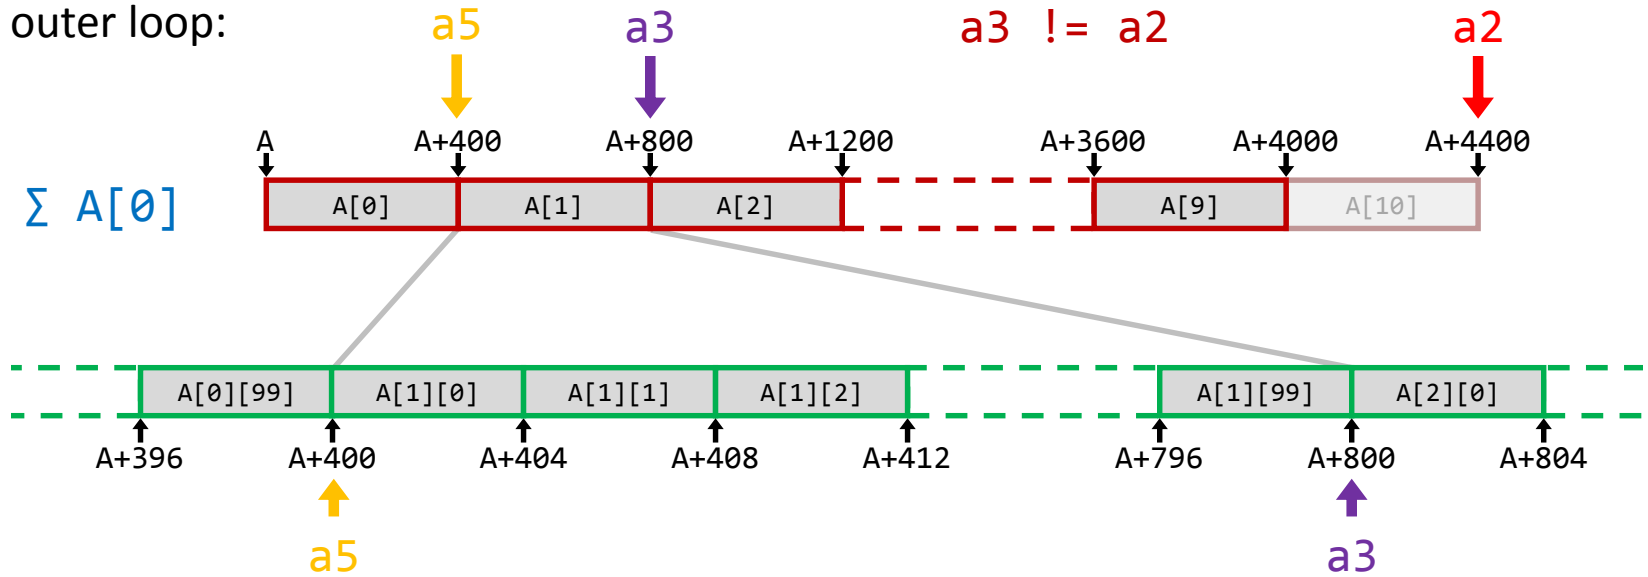 outer loop: a5 a3 a3 != a2 a2
A A+400 A+800 A+1200 A+3600 A+4000 A+4400
Σ A[0] A[0] A[1] A[2] A[9] A[10]
A[0][99] A[1][0] A[1][1] A[1][2] A[1][99] A[2][0]
A+396 A+400 A+404 A+408 A+412 A+796 A+800 A+804
a5 a3